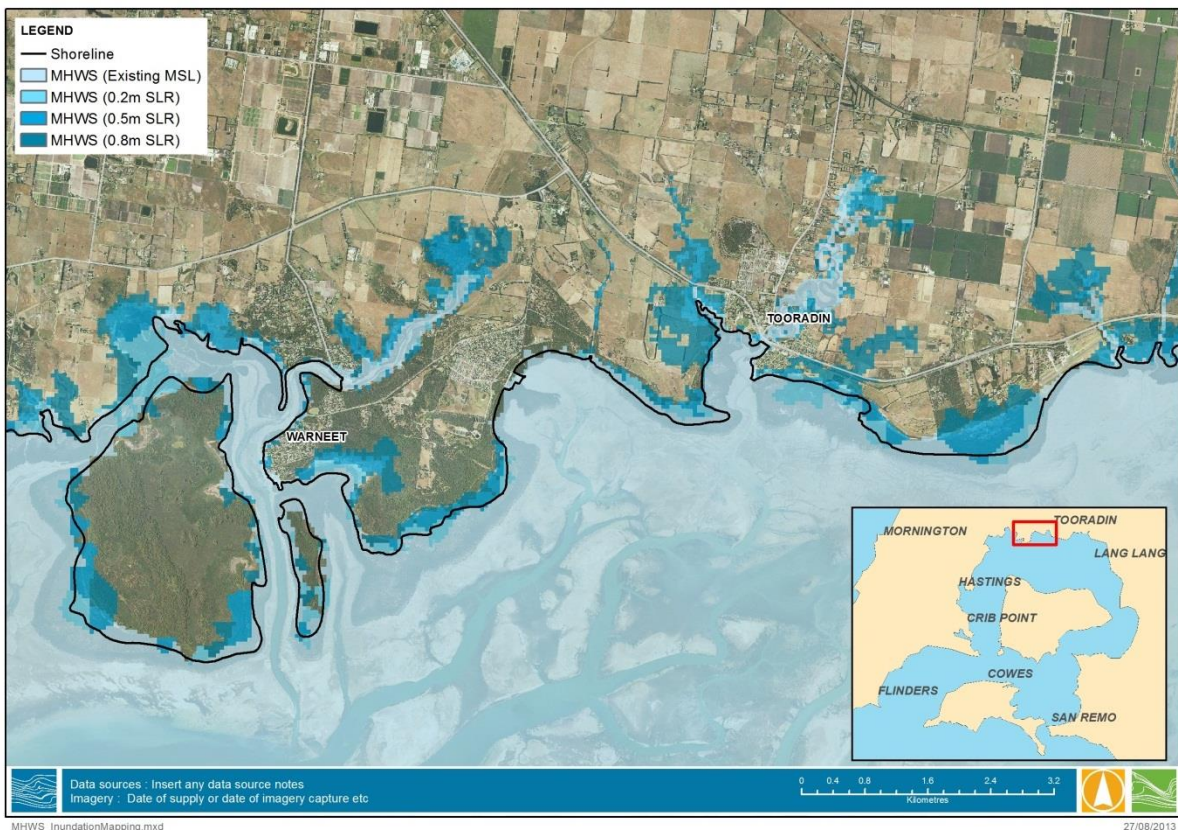 LEGEND
Shoreline
MHWS (Existing MSL)
MHWS (0.2m SLR)
MHWS (0.5m SLR)
MHWS (0.8m SLR)
TOORADIN
WARNEET
MORNINGTON
TOORADIN
LANG LANG
HASTINGS
CRIB POINT
COWES
FLINDERS
SAN REMO
Data sources : Insert any data source notes
Imagery : Date of supply or date of imagery capture etc
0 0.4 0.8 1.6 2.4 3.2
Kilometres
MHWS_InundationMapping.mxd
27/08/2013